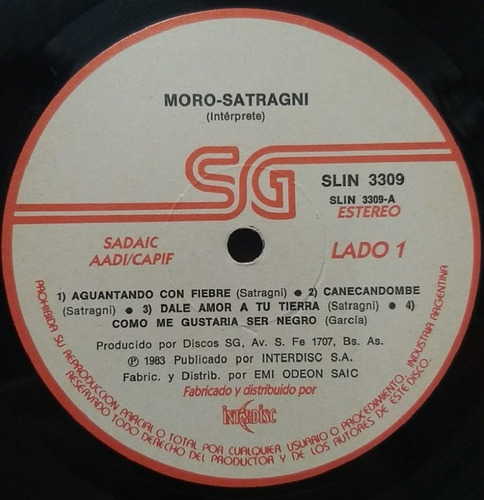 MORO-SATRAGNI
(Intérprete)
SG
SLIN 3309
SLIN 3309-A
ESTEREO
SADAIC
AADI/CAPIF
LADO 1
1) AGUANTANDO CON FIEBRE (Satragni) ● 2) CANECANDOMBE
(Satragni) ● 3) DALE AMOR A TU TIERRA (Satragni) ● 4)
COMO ME GUSTARIA SER NEGRO (García)
Producido por Discos SG, Av. S. Fe 1707, Bs. As.
℗ 1983 Publicado por INTERDISC S.A.
Fabric. y Distrib. por EMI ODEON SAIC
Fabricado y distribuido por
INTERDISC
PROHIBIDA SU REPRODUCCION PARCIAL O TOTAL POR CUALQUIER USUARIO O PROCEDIMIENTO. INDUSTRIA ARGENTINA
RESERVADO TODO DERECHO DEL PRODUCTOR Y DE LOS AUTORES DE ESTE DISCO.